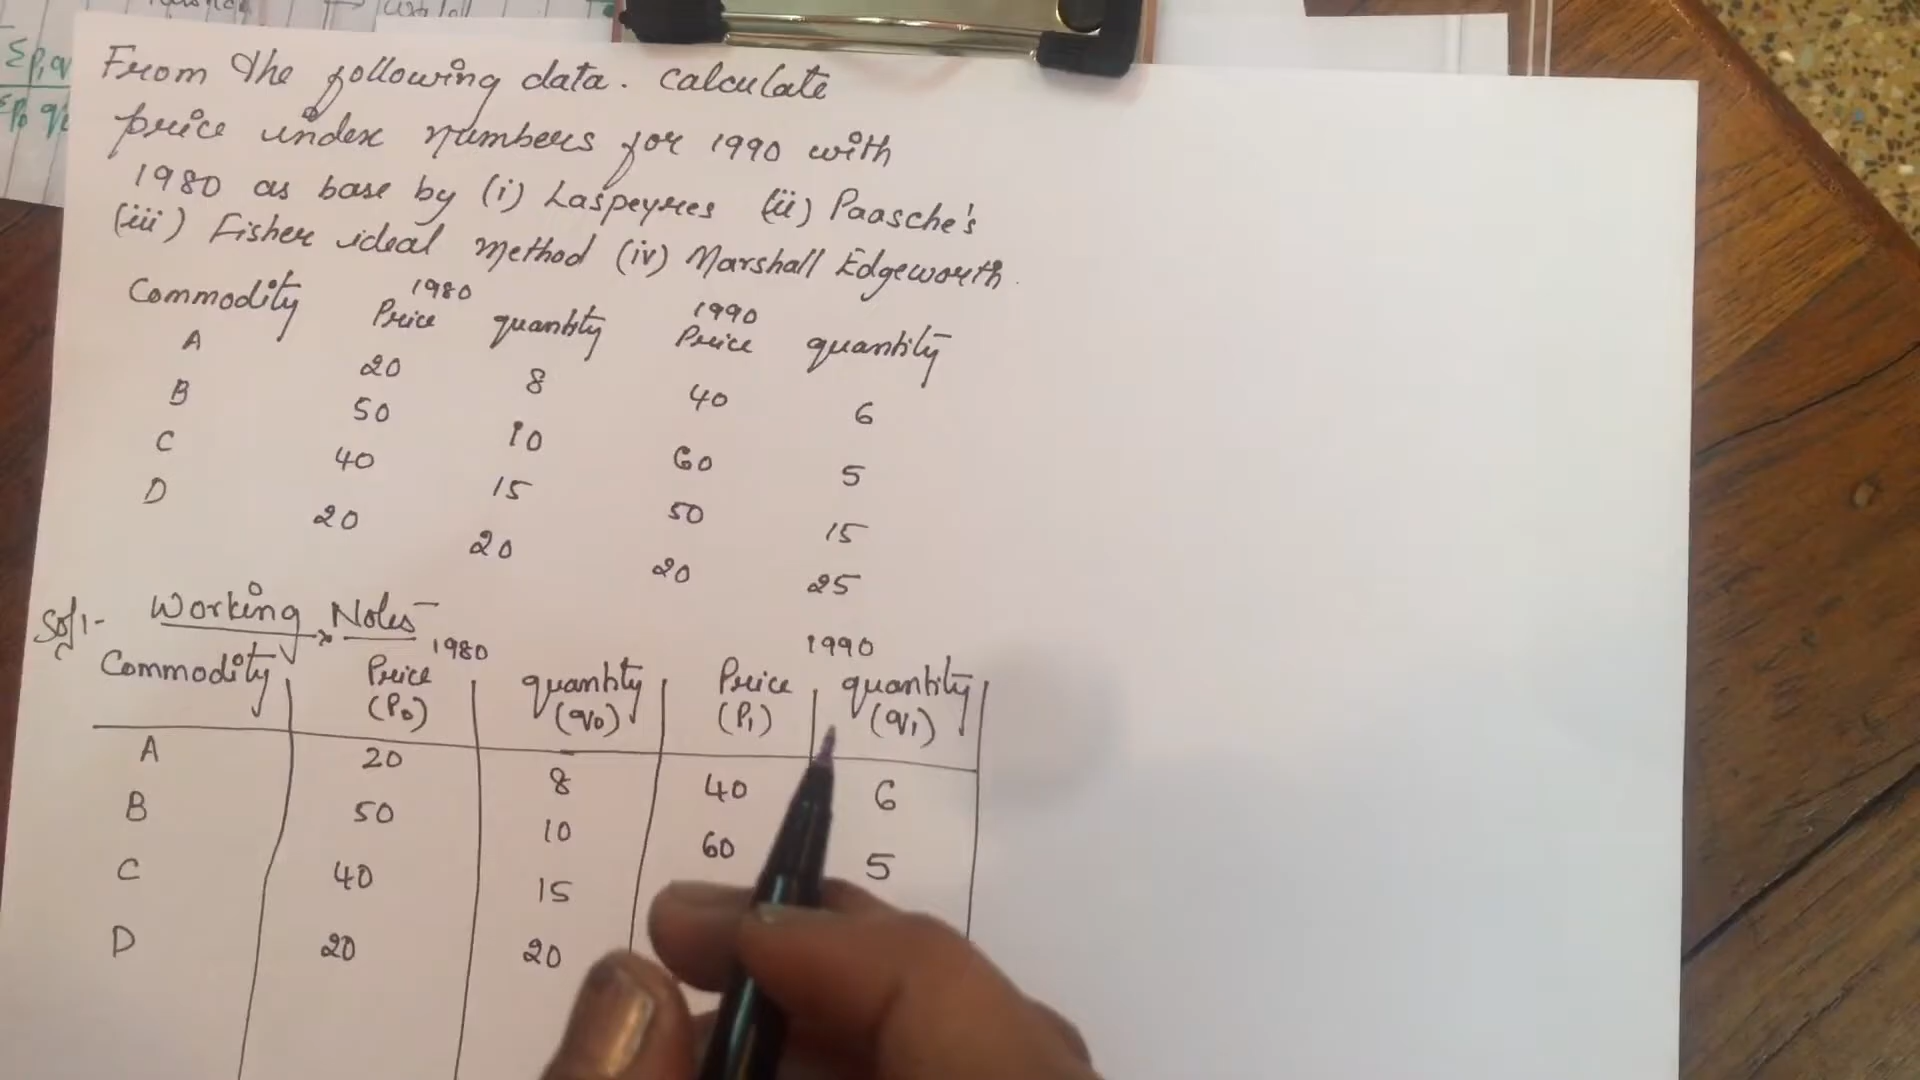 Σp₁q
Σp₀ q
From the following data. Calculate
price index numbers for 1990 with
1980 as base by (i) Laspeyres (ii) Paasche's
(iii) Fisher ideal method (iv) Marshall Edgeworth.
1980 1990
Commodity Price quantity Price quantity
A 20 8 40 6
B 50 10 60 5
C 40 15 50 15
D 20 20 20 25
Sol:- Working Notes
1980 1990
Commodity Price quantity Price quantity
(P₀) (q₀) (P₁) (q₁)
A 20 8 40 6
B 50 10 60 5
C 40 15
D 20 20